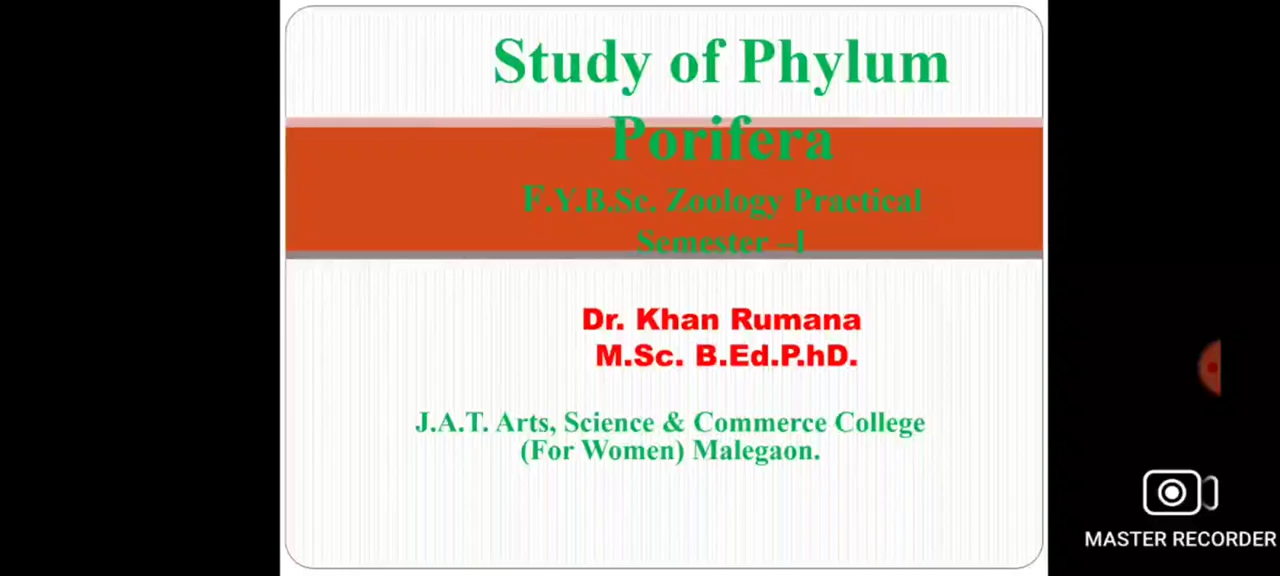 Study of Phylum
Porifera
F.Y.B.Sc. Zoology Practical
Semester –I
Dr. Khan Rumana
M.Sc. B.Ed.P.hD.
J.A.T. Arts, Science & Commerce College
(For Women) Malegaon.
MASTER RECORDER